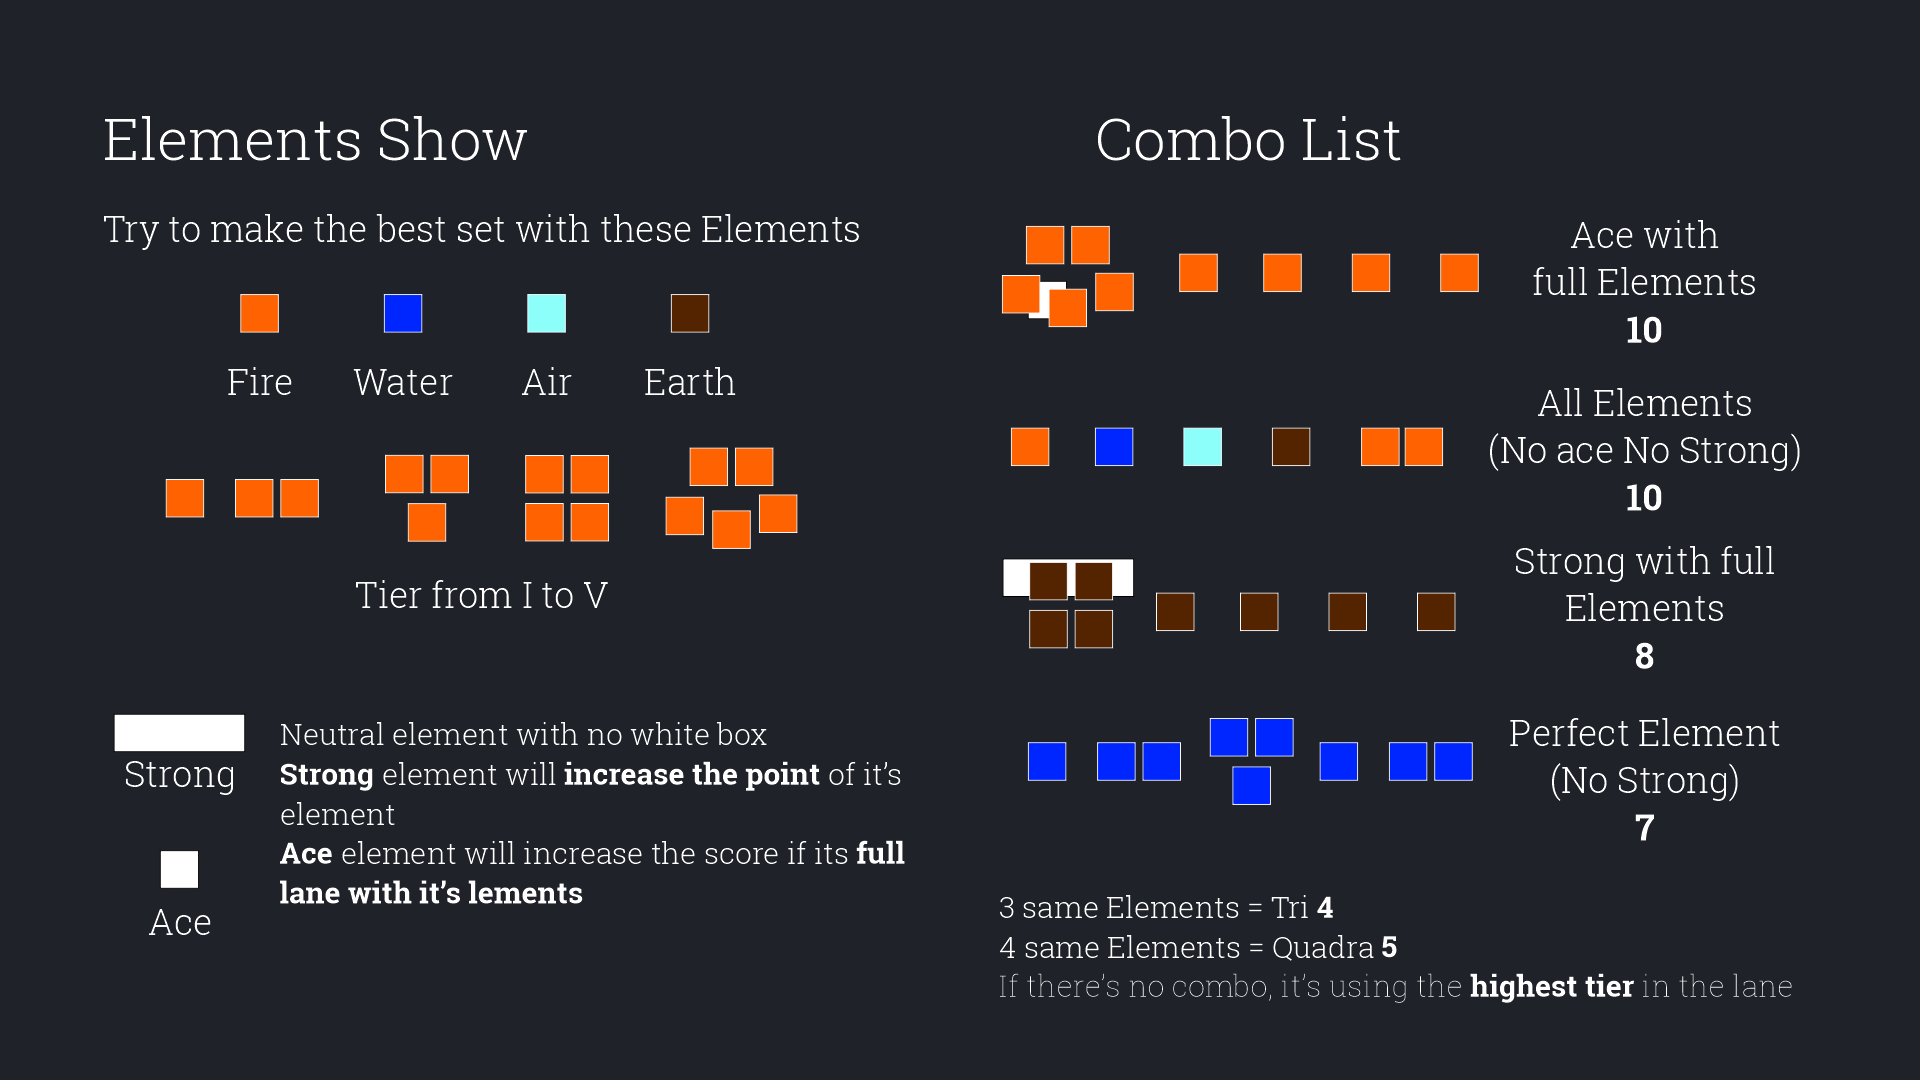 Elements Show
Try to make the best set with these Elements
Fire
Water
Air
Earth
Tier from I to V
Strong
Neutral element with no white box
Strong element will increase the point of it’s
element
Ace element will increase the score if its full
lane with it’s lements
Ace
Combo List
Ace with
full Elements
10
All Elements
(No ace No Strong)
10
Strong with full
Elements
8
Perfect Element
(No Strong)
7
3 same Elements = Tri 4
4 same Elements = Quadra 5
If there’s no combo, it’s using the highest tier in the lane